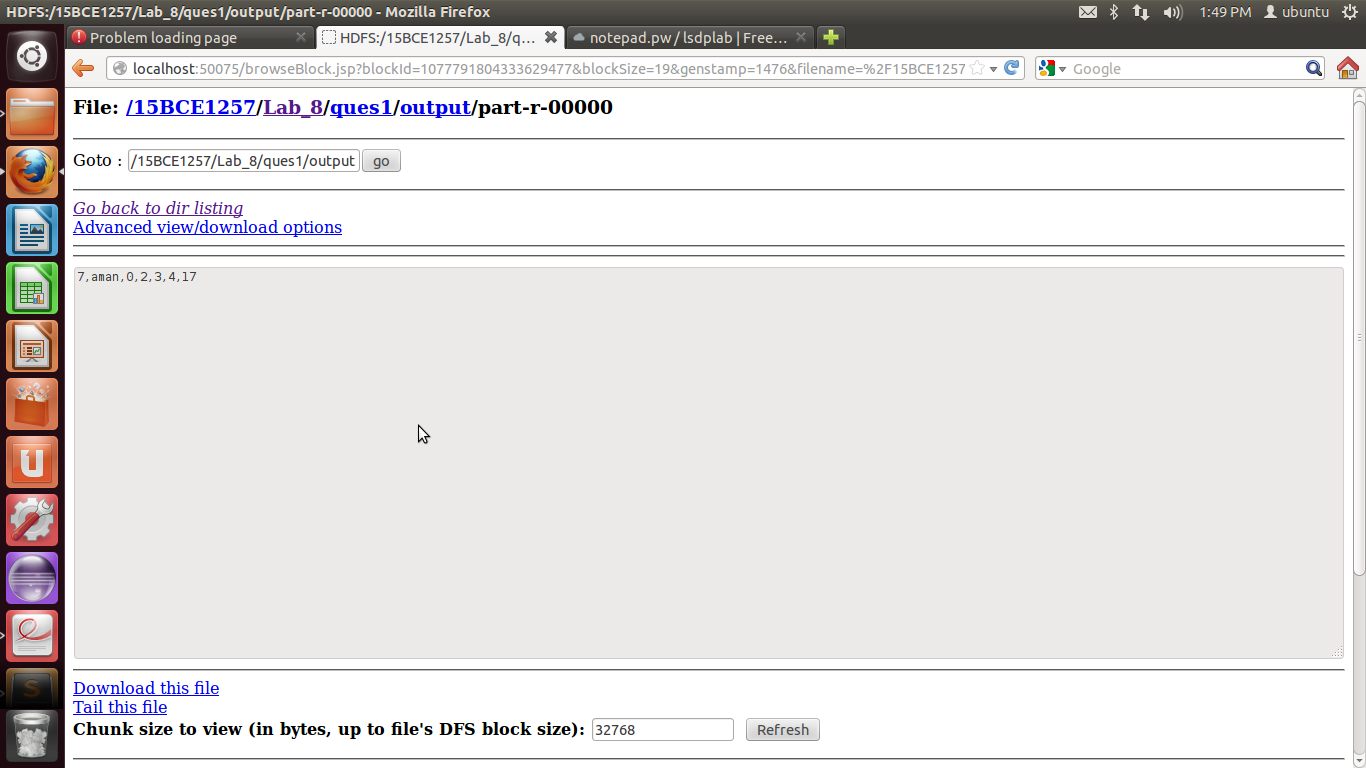 HDFS:/15BCE1257/Lab_8/ques1/output/part-r-00000 - Mozilla Firefox
1:49 PM ubuntu
Problem loading page
HDFS:/15BCE1257/Lab_8/qu...
notepad.pw / lsdplab | Free...
localhost:50075/browseBlock.jsp?blockId=1077791804333629477&blockSize=19&genstamp=1476&filename=%2F15BCE1257
Google
File: /15BCE1257/Lab_8/ques1/output/part-r-00000
Goto : /15BCE1257/Lab_8/ques1/output go
Go back to dir listing
Advanced view/download options
7,aman,0,2,3,4,17
Download this file
Tail this file
Chunk size to view (in bytes, up to file's DFS block size): 32768 Refresh